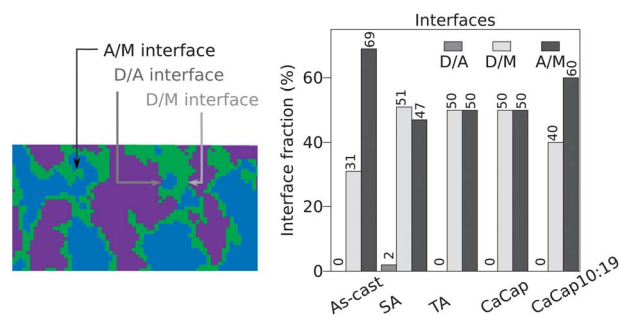 A/M interface
D/A interface
D/M interface
Interfaces
D/A D/M A/M
Interface fraction (%)
60
40
20
0
0 31 69
2 51 47
0 50 50
0 50 50
0 40 60
As-cast
SA
TA
CaCap
CaCap10:19